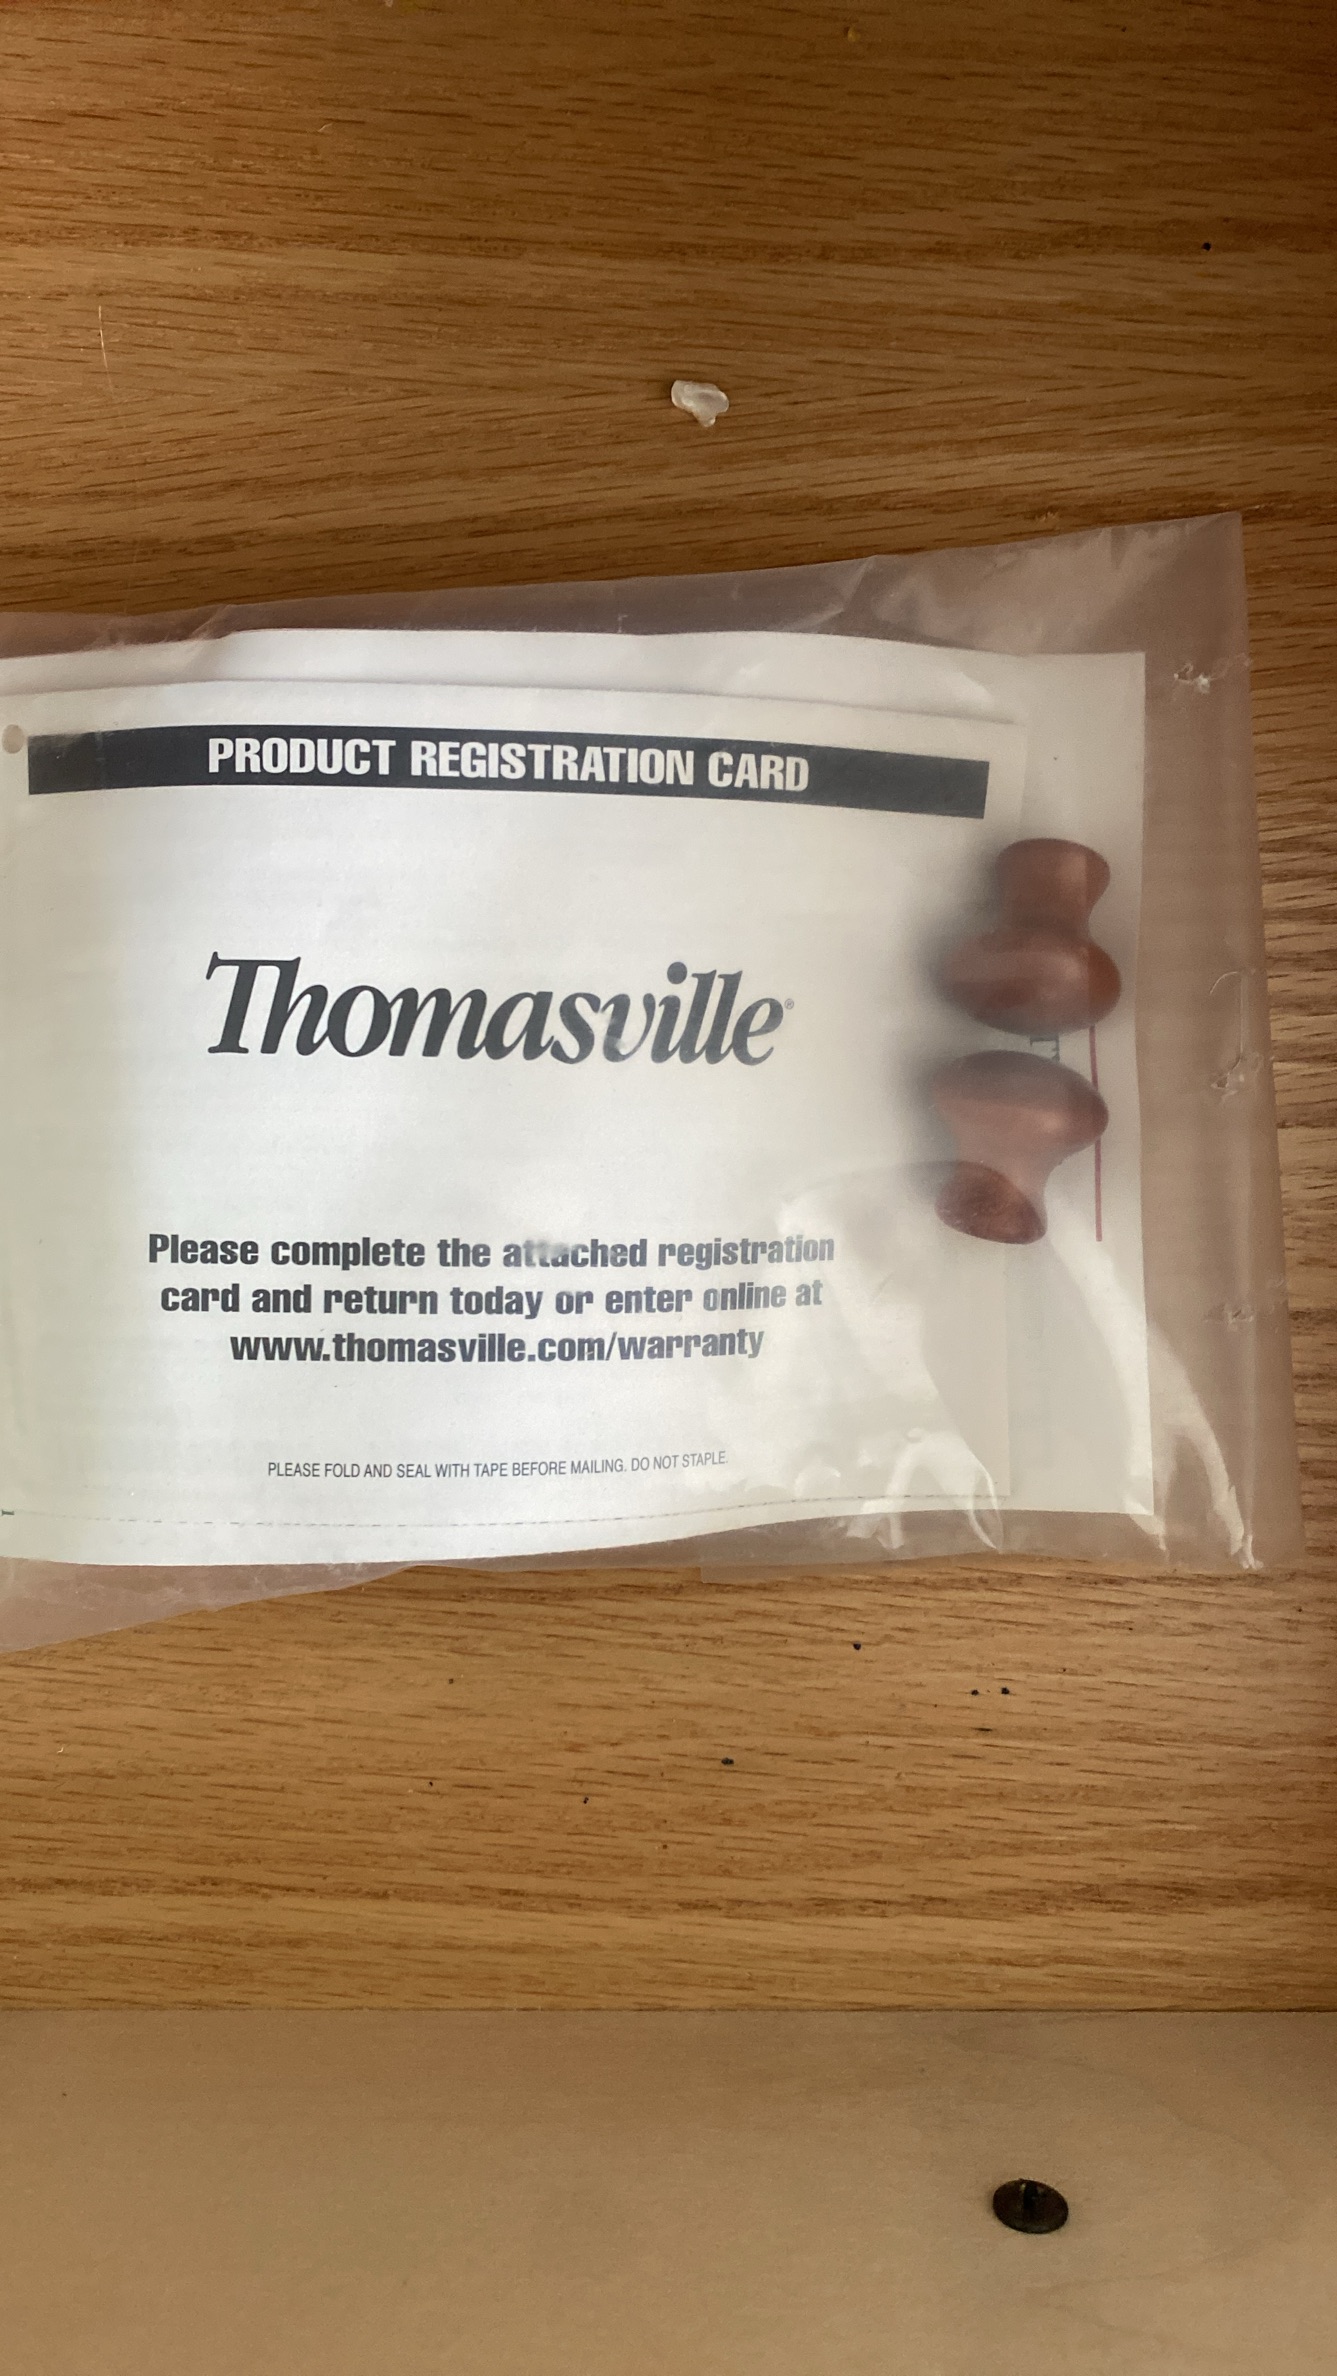 PRODUCT REGISTRATION CARD
Thomasville®
Please complete the attached registration
card and return today or enter online at
www.thomasville.com/warranty
PLEASE FOLD AND SEAL WITH TAPE BEFORE MAILING. DO NOT STAPLE.